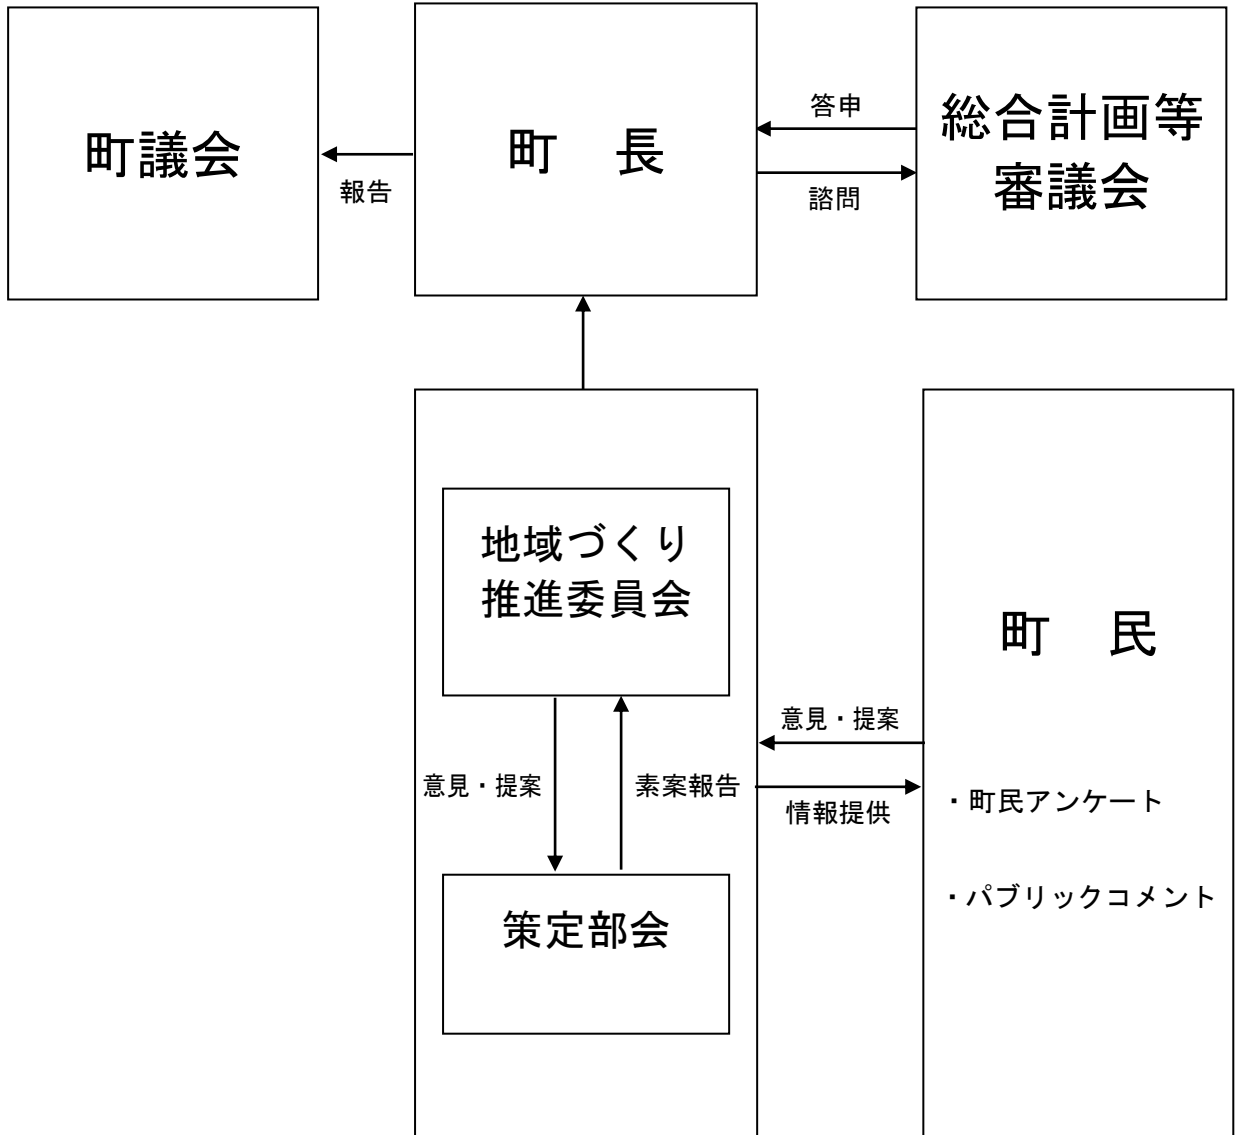 町議会
報告
町　長
答申
諮問
総合計画等
審議会
地域づくり
推進委員会
意見・提案
素案報告
策定部会
意見・提案
情報提供
町　民
・町民アンケート
・パブリックコメント